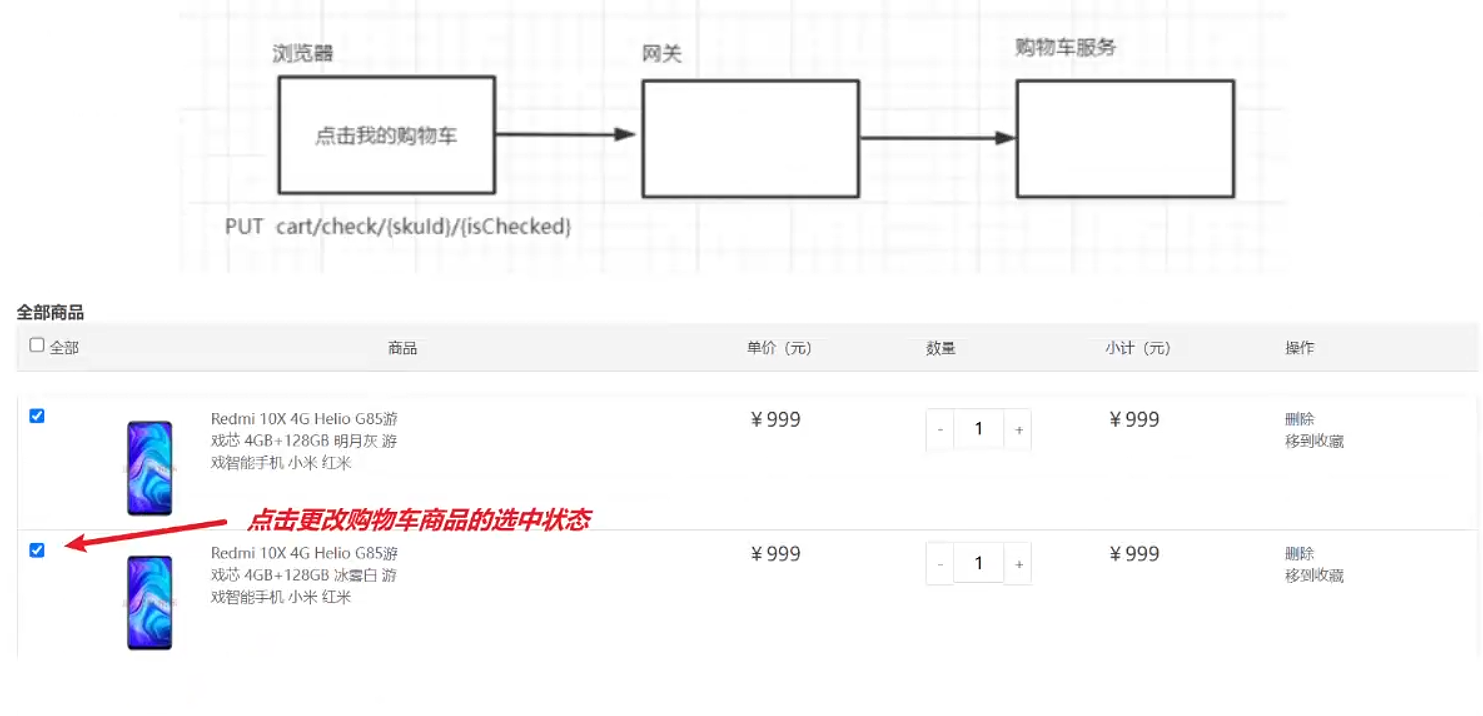 浏览器
网关
购物车服务
点击我的购物车
PUT cart/check/{skuId}/{isChecked}
全部商品
全部 商品 单价（元） 数量 小计（元） 操作
Redmi 10X 4G Helio G85游 ￥999 - 1 + ￥999 删除
戏芯 4GB+128GB 明月灰 游 移到收藏
戏智能手机 小米 红米
点击更改购物车商品的选中状态
Redmi 10X 4G Helio G85游 ￥999 - 1 + ￥999 删除
戏芯 4GB+128GB 冰雾白 游 移到收藏
戏智能手机 小米 红米